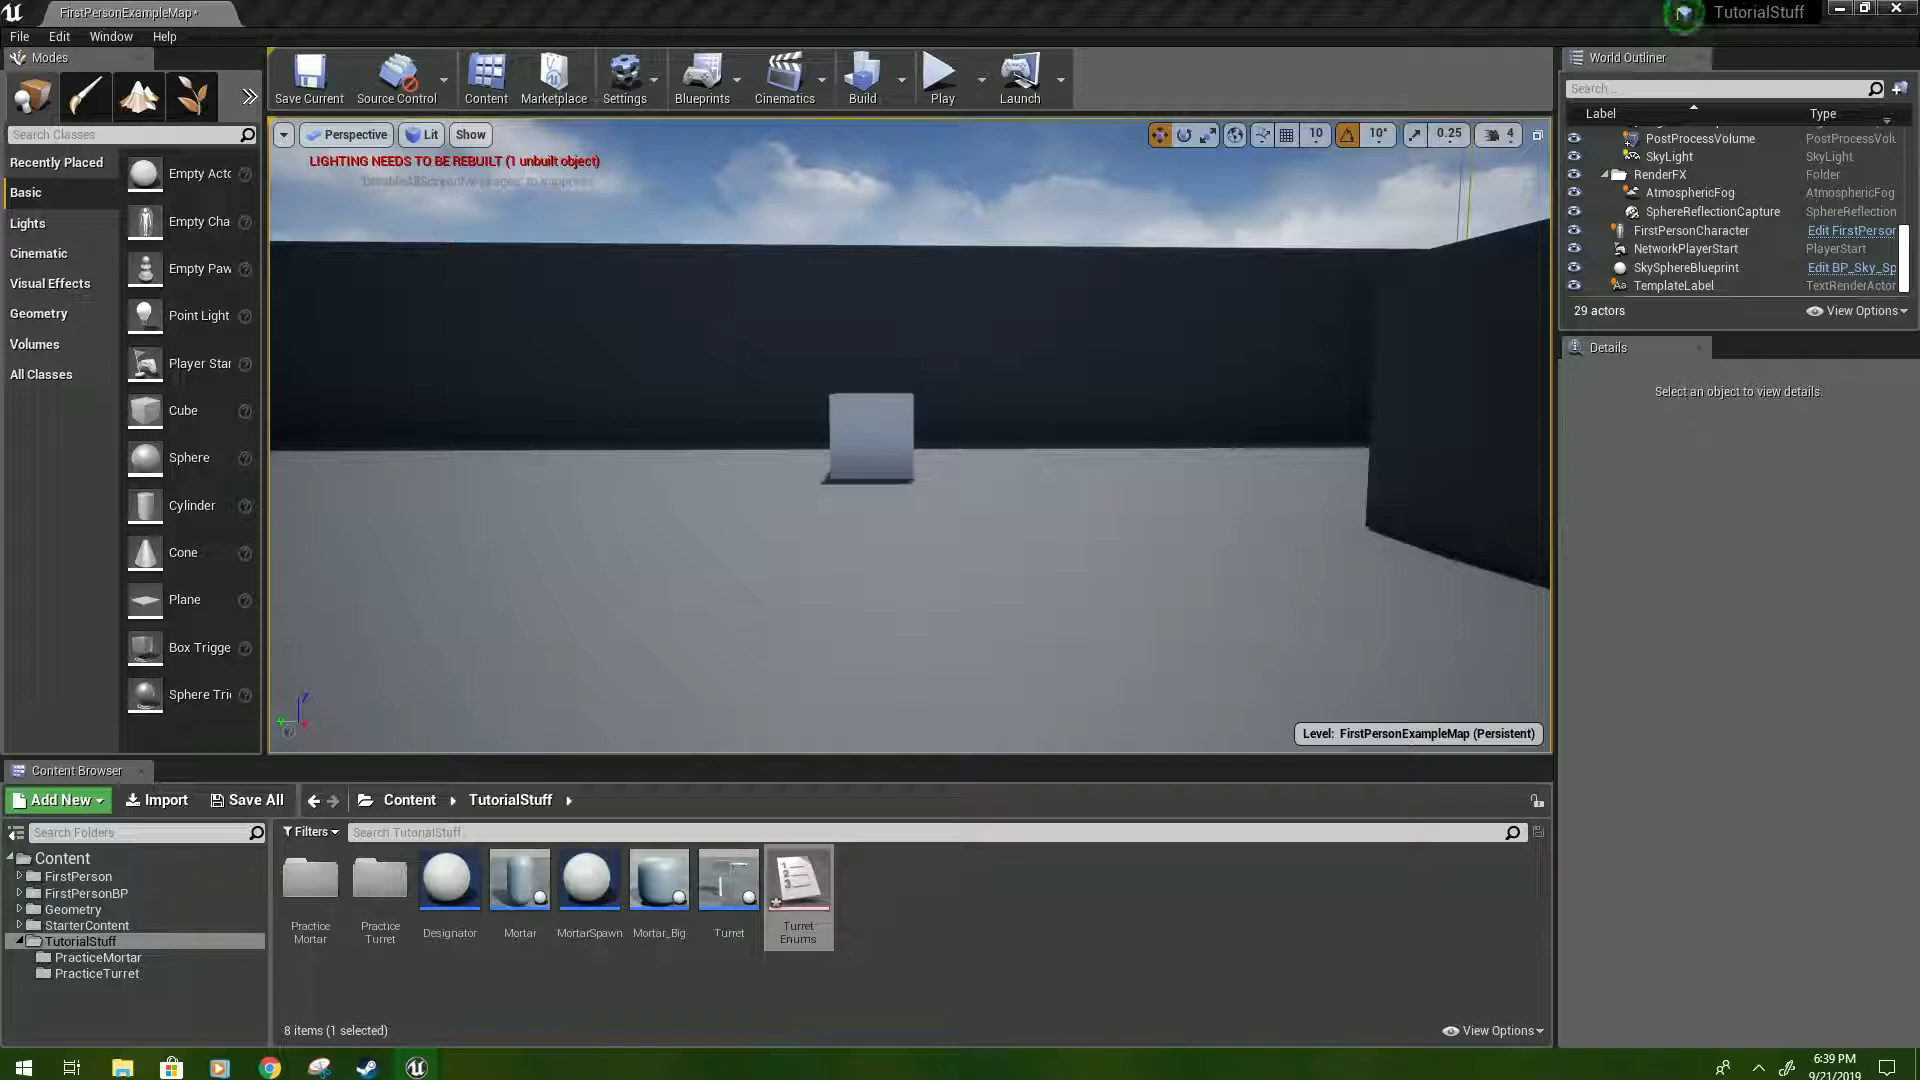 FirstPersonExampleMap*
TutorialStuff
File Edit Window Help
Modes
Save Current
Source Control
Content
Marketplace
Settings
Blueprints
Cinematics
Build
Play
Launch
World Outliner
Search...
Label Type
PostProcessVolume PostProcessVolu
SkyLight SkyLight
RenderFX Folder
AtmosphericFog AtmosphericFog
SphereReflectionCapture SphereReflection
FirstPersonCharacter Edit FirstPerson
NetworkPlayerStart PlayerStart
SkySphereBlueprint Edit BP_Sky_Sp
TemplateLabel TextRenderActor
29 actors
View Options
Details
Select an object to view details.
Search Classes
Recently Placed
Basic
Lights
Cinematic
Visual Effects
Geometry
Volumes
All Classes
Empty Acto
Empty Cha
Empty Paw
Point Light
Player Star
Cube
Sphere
Cylinder
Cone
Plane
Box Trigge
Sphere Tri
Perspective Lit Show
10 10° 0.25 4
LIGHTING NEEDS TO BE REBUILT (1 unbuilt object)
'DisableAllScreenMessages' to suppress
Level: FirstPersonExampleMap (Persistent)
Content Browser
Add New Import Save All
Content TutorialStuff
Search Folders
Filters Search TutorialStuff
Content
FirstPerson
FirstPersonBP
Geometry
StarterContent
TutorialStuff
PracticeMortar
PracticeTurret
Practice
Mortar
Practice
Turret
Designator
Mortar
MortarSpawn
Mortar_Big
Turret
Turret
Enums
8 items (1 selected)
View Options
6:39 PM
9/21/2019